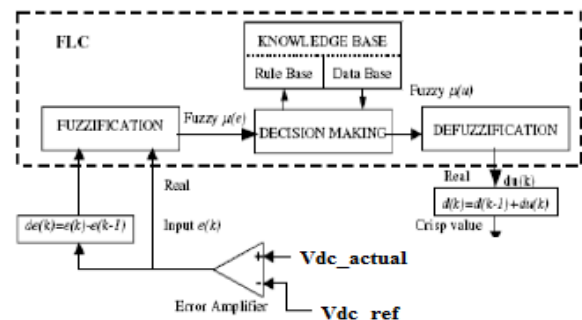 FLC
KNOWLEDGE BASE
Rule Base
Data Base
Fuzzy μ(u)
FUZZIFICATION
Fuzzy μ(e)
DECISION MAKING
DEFUZZIFICATION
Real
Real
du(k)
de(k)=e(k)-e(k-1)
Input e(k)
d(k)=d(k-1)+du(k)
Crisp value
+
Vdc_actual
-
Error Amplifier
Vdc_ref